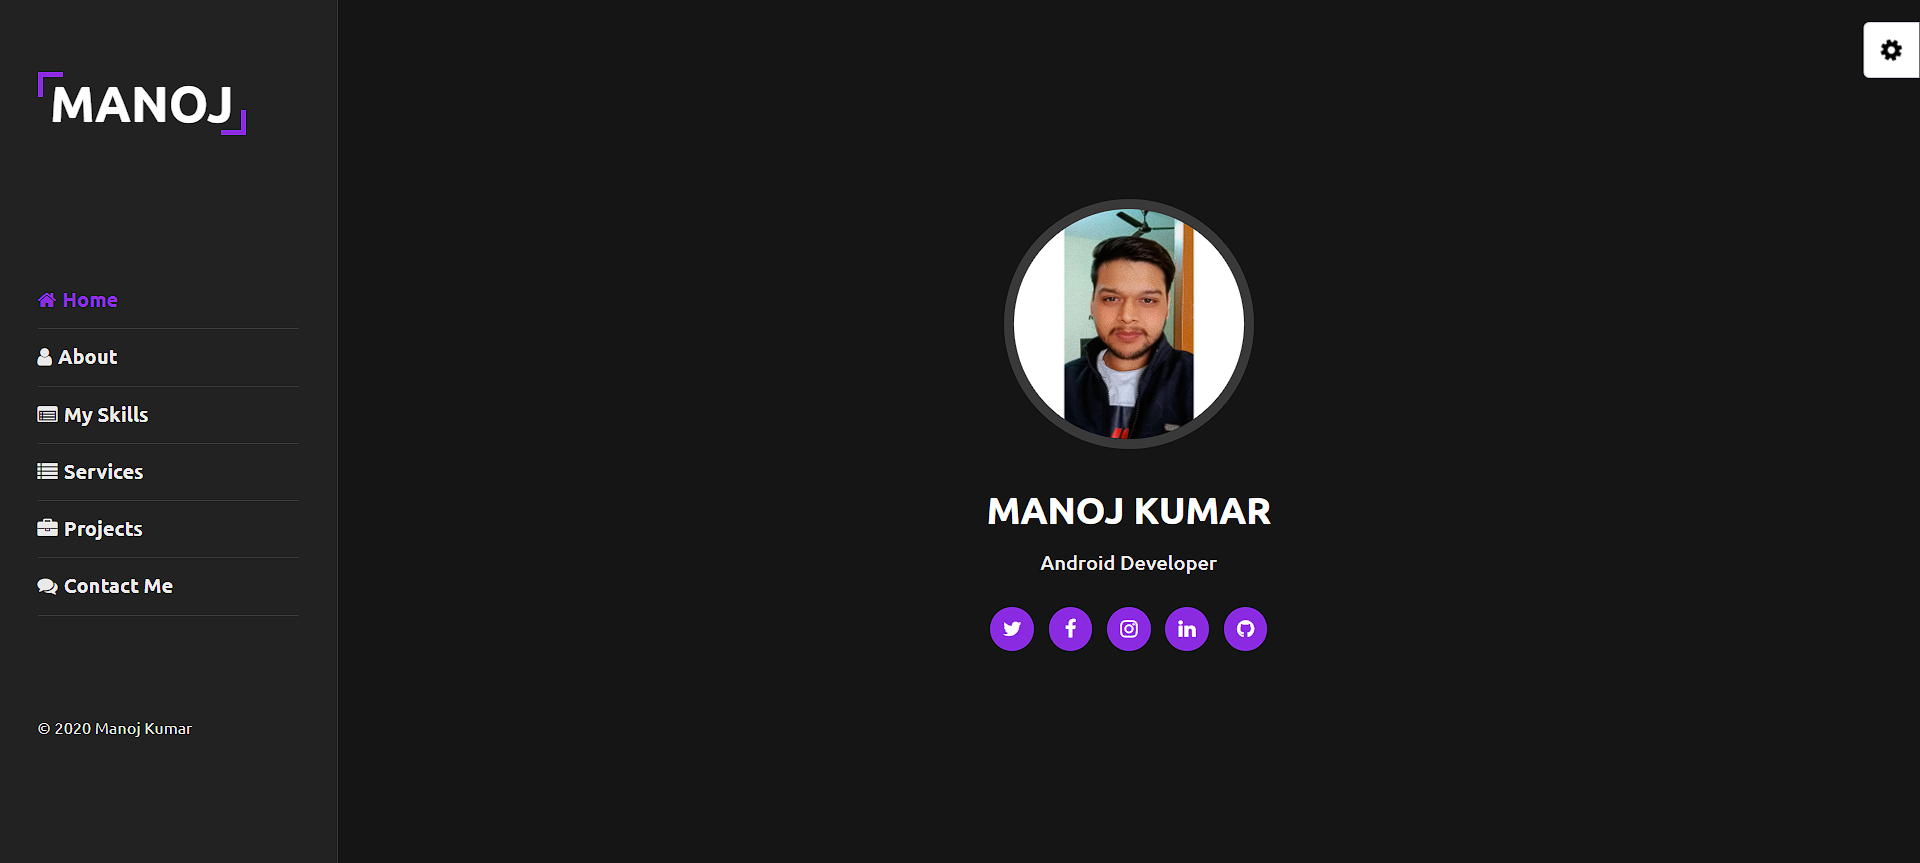 MANOJ
Home
About
My Skills
Services
Projects
Contact Me
© 2020 Manoj Kumar
MANOJ KUMAR
Android Developer